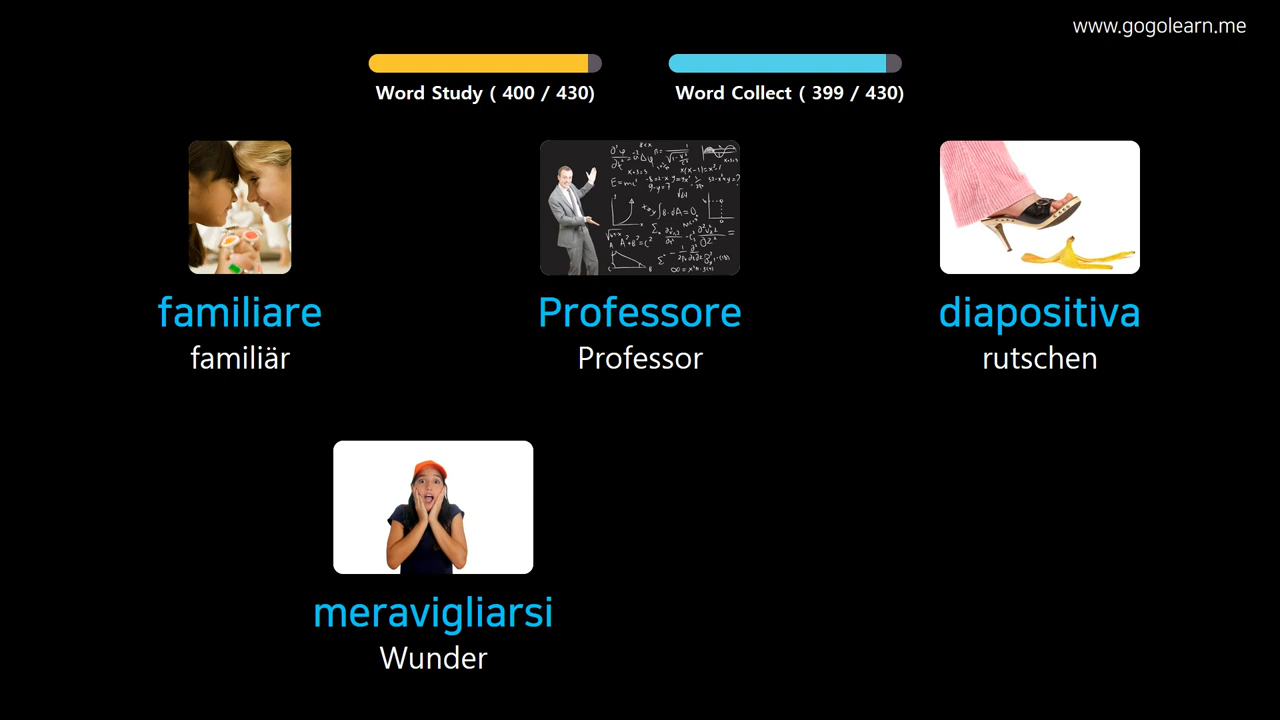 www.gogolearn.me
Word Study ( 400 / 430)
Word Collect ( 399 / 430)
familiare
familiär
Professore
Professor
diapositiva
rutschen
meravigliarsi
Wunder